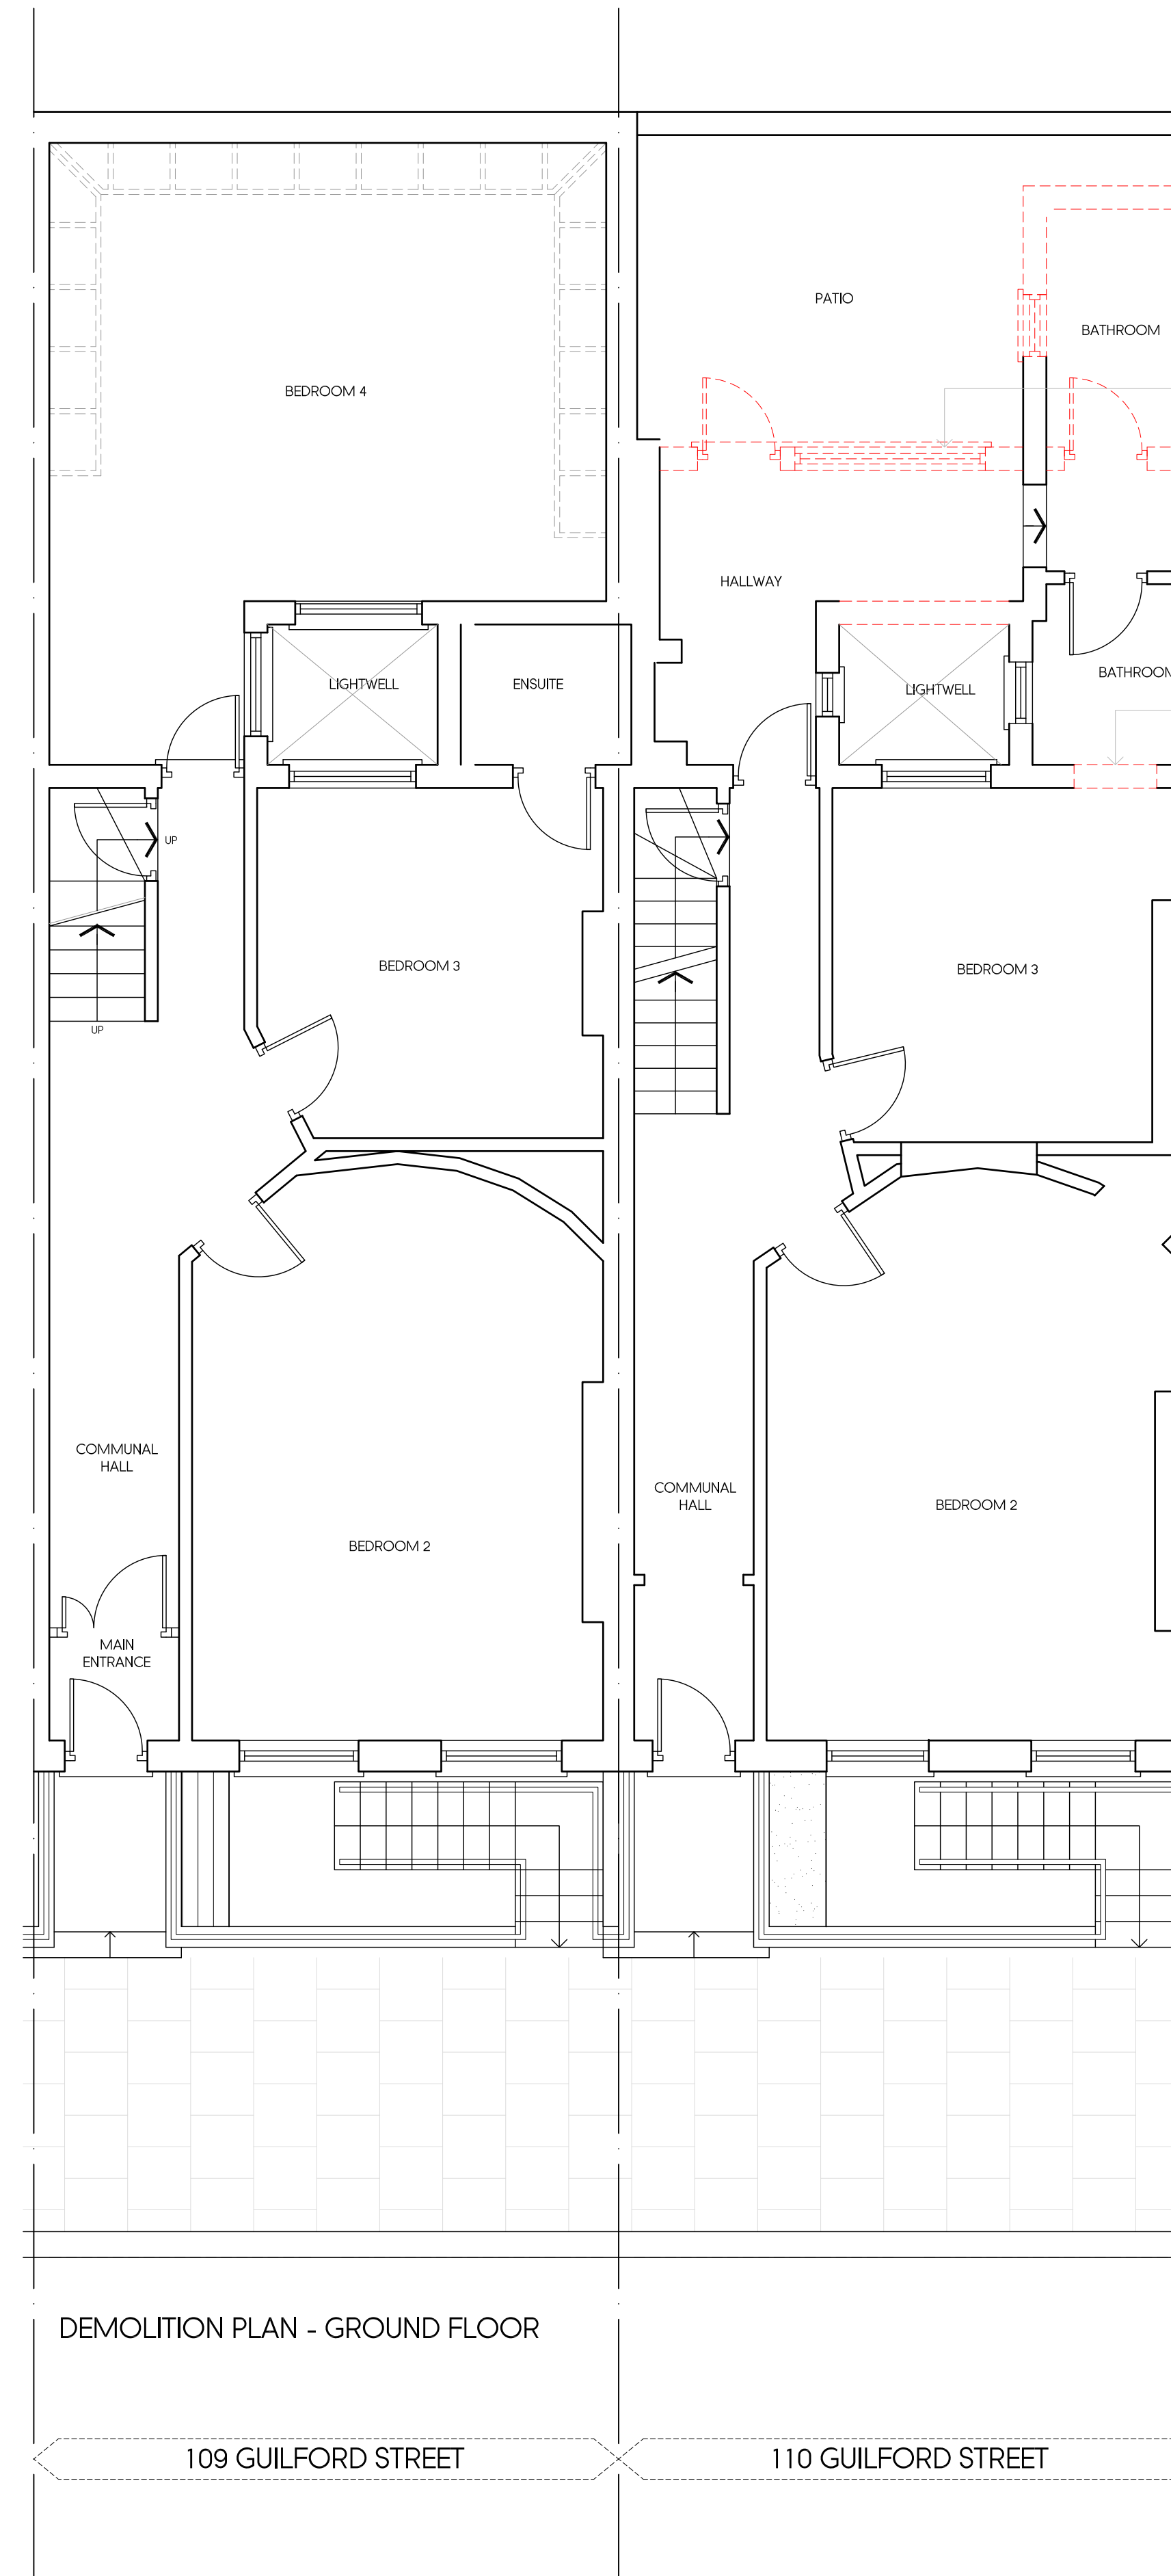 PATIO
BATHROOM
BEDROOM 4
HALLWAY
LIGHTWELL
ENSUITE
LIGHTWELL
BATHROOM
UP
BEDROOM 3
BEDROOM 3
UP
COMMUNAL
HALL
COMMUNAL
HALL
BEDROOM 2
BEDROOM 2
MAIN
ENTRANCE
DEMOLITION PLAN - GROUND FLOOR
109 GUILFORD STREET
110 GUILFORD STREET